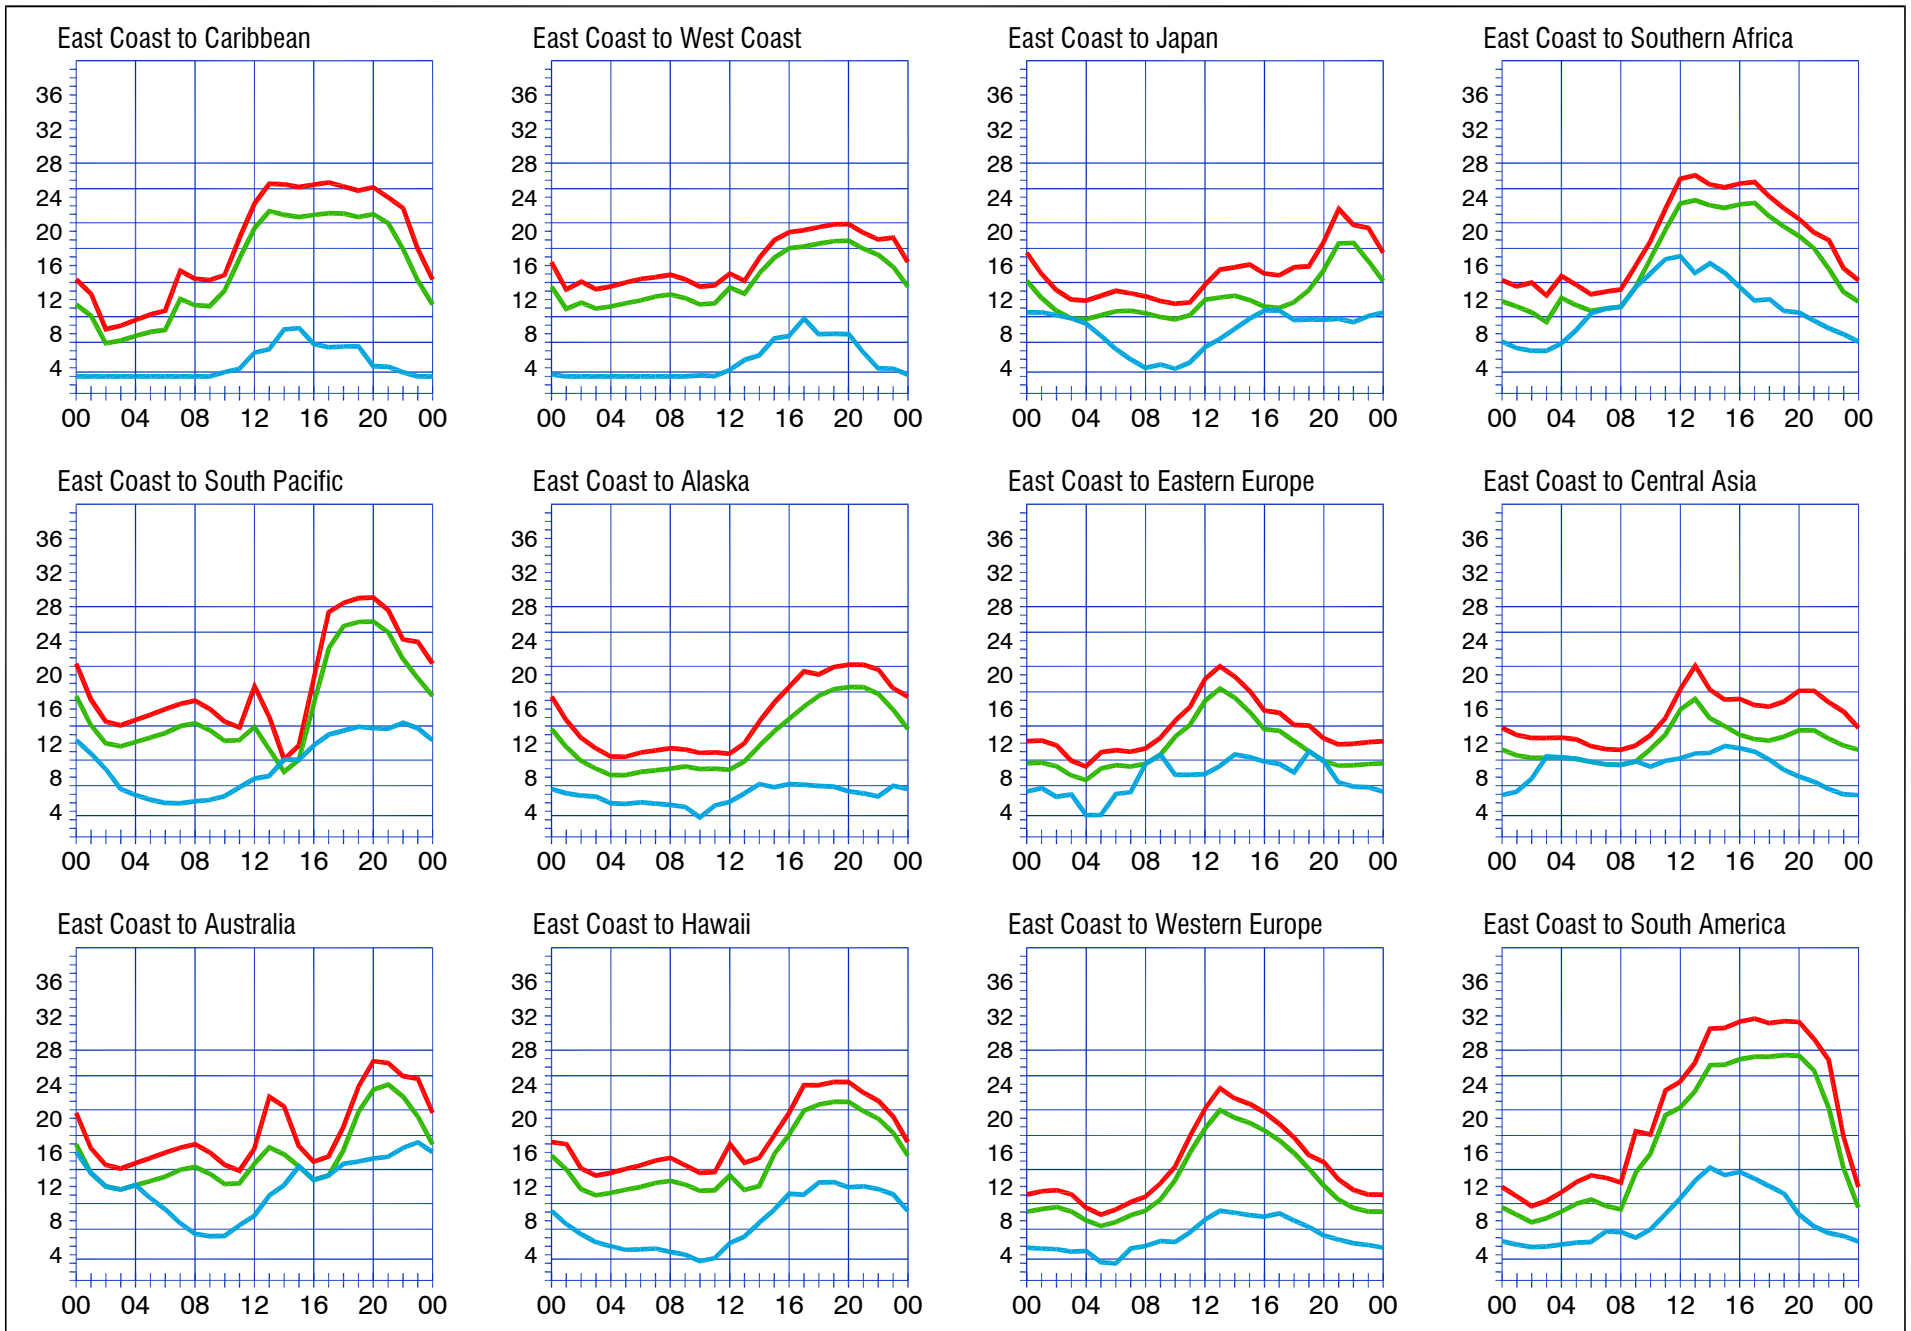 East Coast to Caribbean East Coast to West Coast East Coast to Japan East Coast to Southern Africa
36 36 36 36
32 32 32 32
28 28 28 28
24 24 24 24
20 20 20 20
16 16 16 16
12 12 12 12
8 8 8 8
4 4 4 4
00 04 08 12 16 20 00 00 04 08 12 16 20 00 00 04 08 12 16 20 00 00 04 08 12 16 20 00
East Coast to South Pacific East Coast to Alaska East Coast to Eastern Europe East Coast to Central Asia
36 36 36 36
32 32 32 32
28 28 28 28
24 24 24 24
20 20 20 20
16 16 16 16
12 12 12 12
8 8 8 8
4 4 4 4
00 04 08 12 16 20 00 00 04 08 12 16 20 00 00 04 08 12 16 20 00 00 04 08 12 16 20 00
East Coast to Australia East Coast to Hawaii East Coast to Western Europe East Coast to South America
36 36 36 36
32 32 32 32
28 28 28 28
24 24 24 24
20 20 20 20
16 16 16 16
12 12 12 12
8 8 8 8
4 4 4 4
00 04 08 12 16 20 00 00 04 08 12 16 20 00 00 04 08 12 16 20 00 00 04 08 12 16 20 00